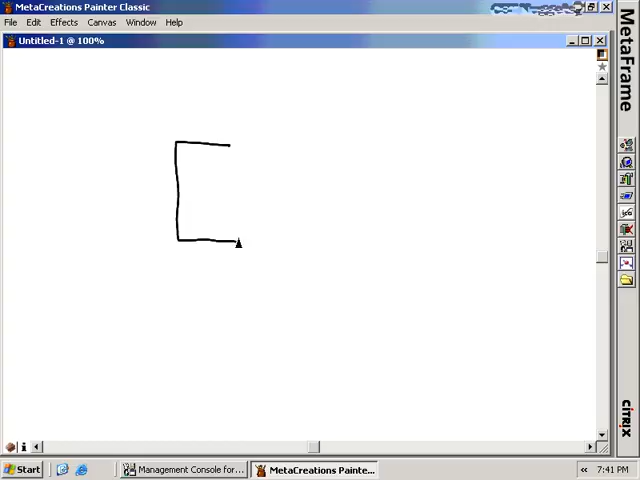 MetaCreations Painter Classic
File Edit Effects Canvas Window Help
Untitled-1 @ 100%
MetaFrame
CITRIX
Start Management Console for... MetaCreations Painte... « 7:41 PM